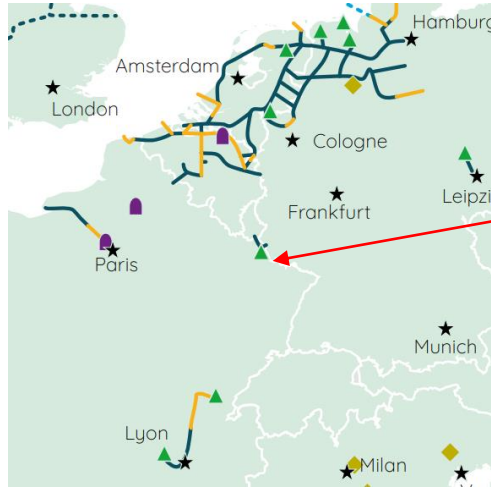 Hamburg
Amsterdam
London
Cologne
Leipzi
Frankfurt
Paris
Munich
Lyon
Milan